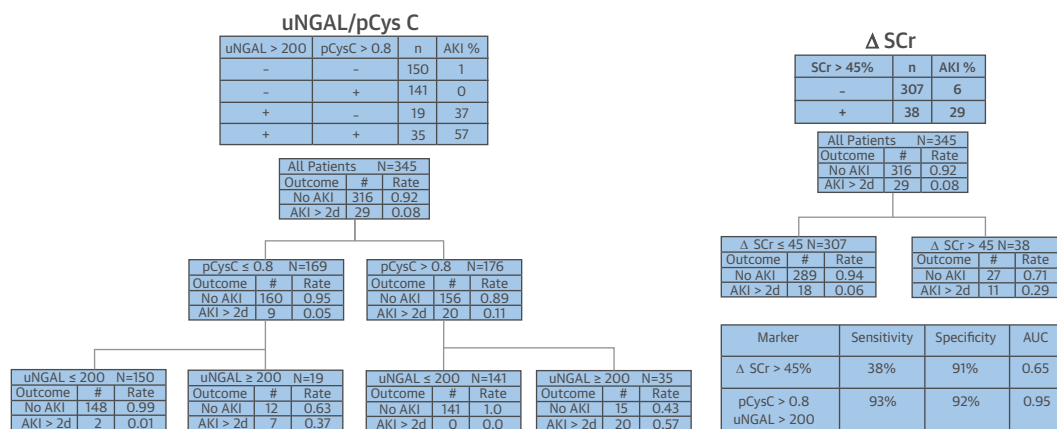 uNGAL/pCys C
uNGAL > 200 pCysC > 0.8 n AKI %
– – 150 1
– + 141 0
+ – 19 37
+ + 35 57
All Patients N=345
Outcome # Rate
No AKI 316 0.92
AKI > 2d 29 0.08
pCysC ≤ 0.8 N=169
Outcome # Rate
No AKI 160 0.95
AKI > 2d 9 0.05
pCysC > 0.8 N=176
Outcome # Rate
No AKI 156 0.89
AKI > 2d 20 0.11
uNGAL ≤ 200 N=150
Outcome # Rate
No AKI 148 0.99
AKI > 2d 2 0.01
uNGAL ≥ 200 N=19
Outcome # Rate
No AKI 12 0.63
AKI > 2d 7 0.37
uNGAL ≤ 200 N=141
Outcome # Rate
No AKI 141 1.0
AKI > 2d 0 0.0
uNGAL ≥ 200 N=35
Outcome # Rate
No AKI 15 0.43
AKI > 2d 20 0.57
Δ SCr
SCr > 45% n AKI %
– 307 6
+ 38 29
All Patients N=345
Outcome # Rate
No AKI 316 0.92
AKI > 2d 29 0.08
Δ SCr ≤ 45 N=307
Outcome # Rate
No AKI 289 0.94
AKI > 2d 18 0.06
Δ SCr > 45 N=38
Outcome # Rate
No AKI 27 0.71
AKI > 2d 11 0.29
Marker Sensitivity Specificity AUC
Δ SCr > 45% 38% 91% 0.65
pCysC > 0.8 93% 92% 0.95
uNGAL > 200